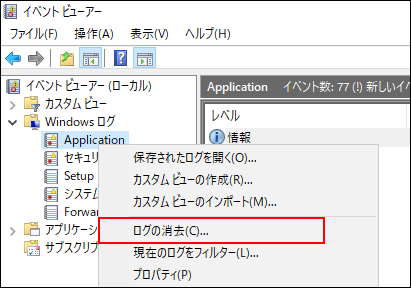 イベント ビューアー
ファイル(F) 操作(A) 表示(V) ヘルプ(H)
イベント ビューアー (ローカル)
カスタム ビュー
Windows ログ
Application
セキュリ
Setup
システム
Forwar
アプリケーション
サブスクリプ
Application イベント数: 77 (!) 新しいイ
レベル
情報
保存されたログを開く(O)...
カスタム ビューの作成(R)...
カスタム ビューのインポート(M)...
ログの消去(C)...
現在のログをフィルター(L)...
プロパティ(P)